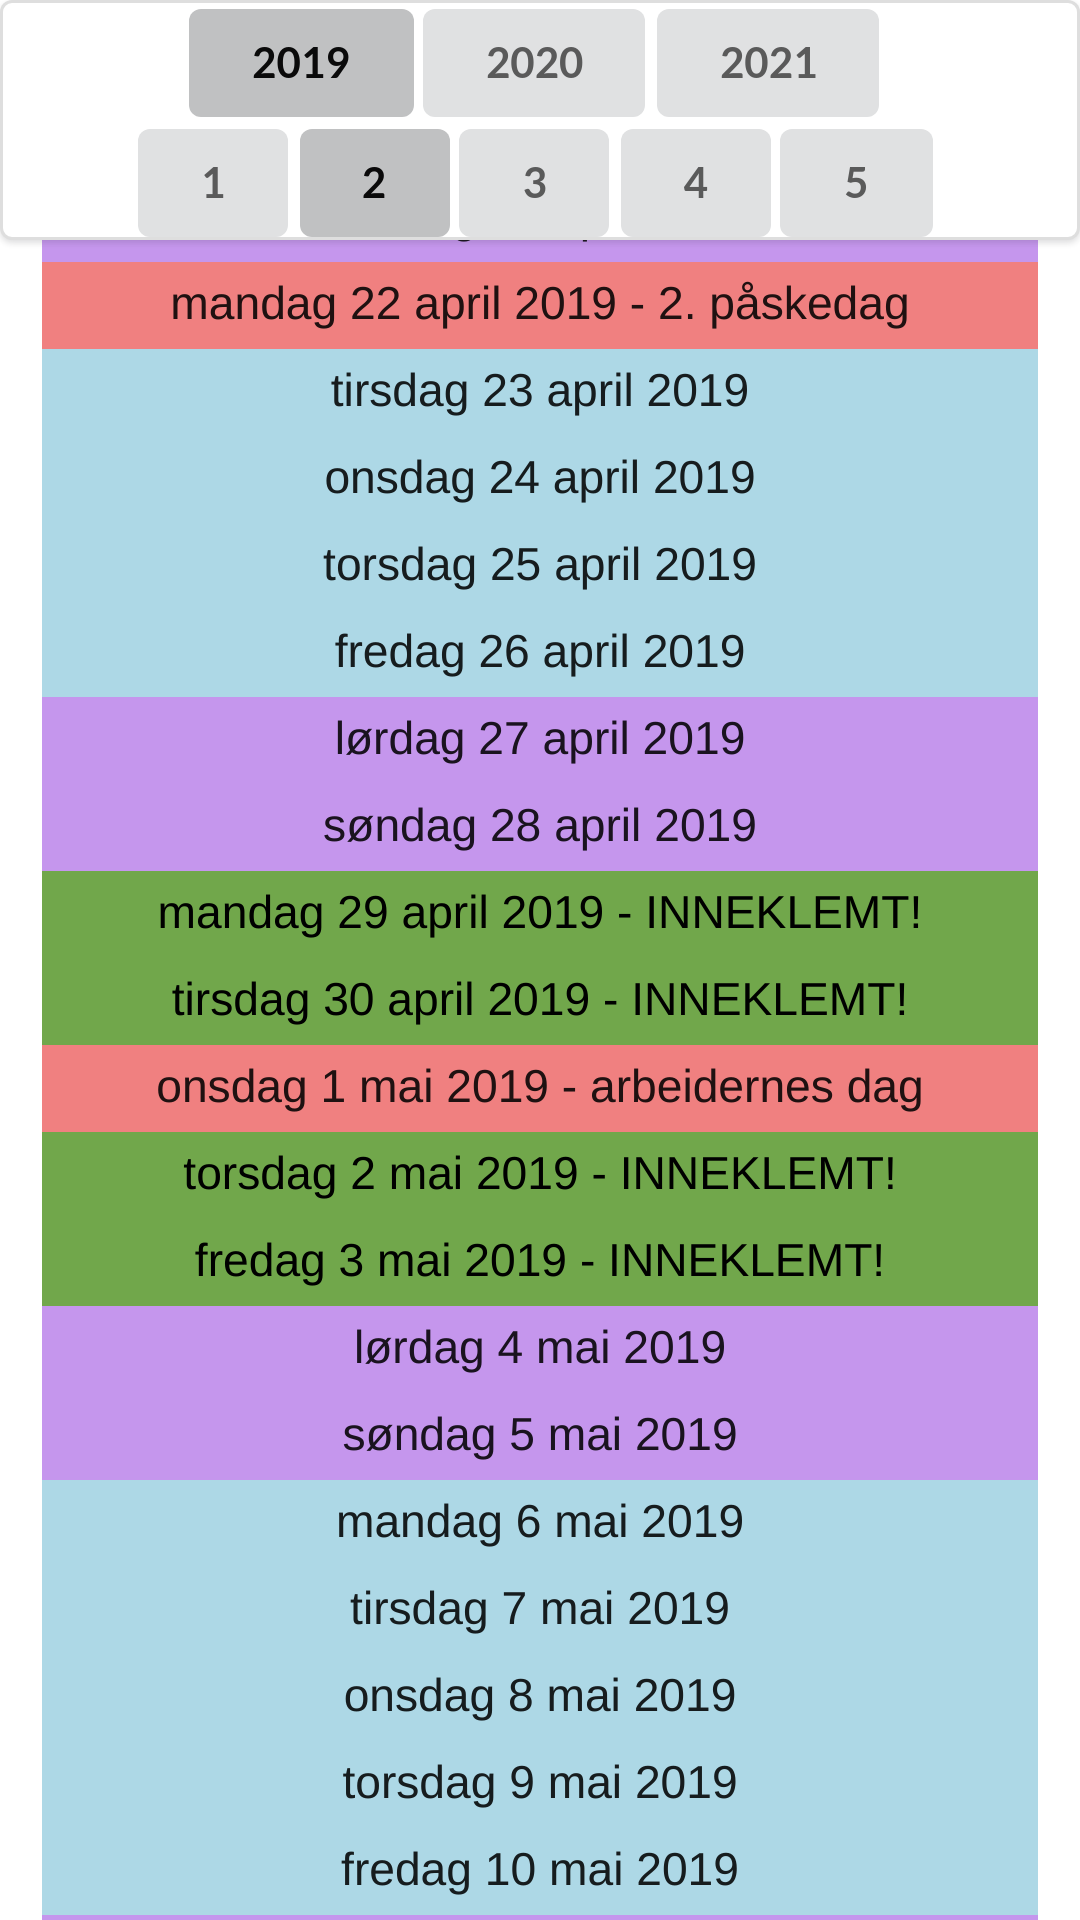 2019 2020 2021
1 2 3 4 5
mandag 22 april 2019 - 2. påskedag
tirsdag 23 april 2019
onsdag 24 april 2019
torsdag 25 april 2019
fredag 26 april 2019
lørdag 27 april 2019
søndag 28 april 2019
mandag 29 april 2019 - INNEKLEMT!
tirsdag 30 april 2019 - INNEKLEMT!
onsdag 1 mai 2019 - arbeidernes dag
torsdag 2 mai 2019 - INNEKLEMT!
fredag 3 mai 2019 - INNEKLEMT!
lørdag 4 mai 2019
søndag 5 mai 2019
mandag 6 mai 2019
tirsdag 7 mai 2019
onsdag 8 mai 2019
torsdag 9 mai 2019
fredag 10 mai 2019